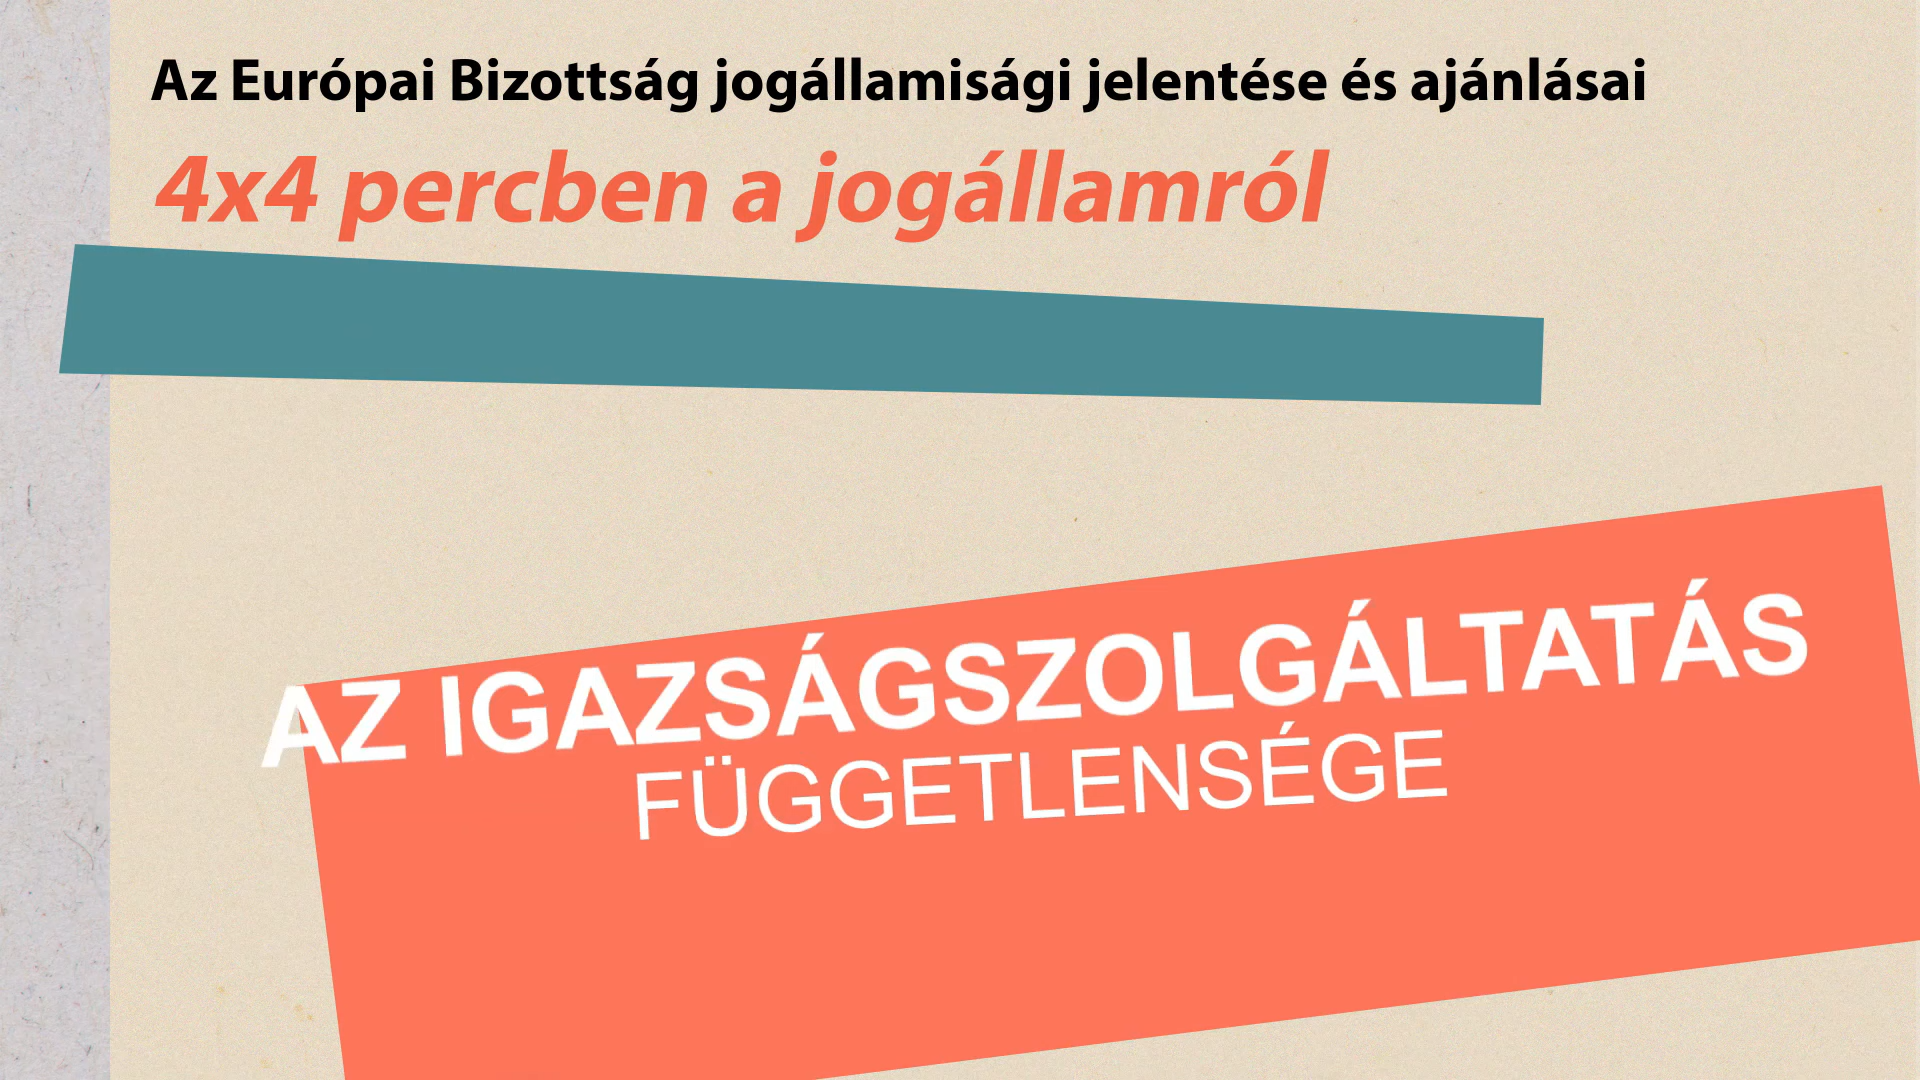 Az Európai Bizottság jogállamisági jelentése és ajánlásai
4x4 percben a jogállamról
AZ IGAZSÁGSZOLGÁLTATÁS
FÜGGETLENSÉGE